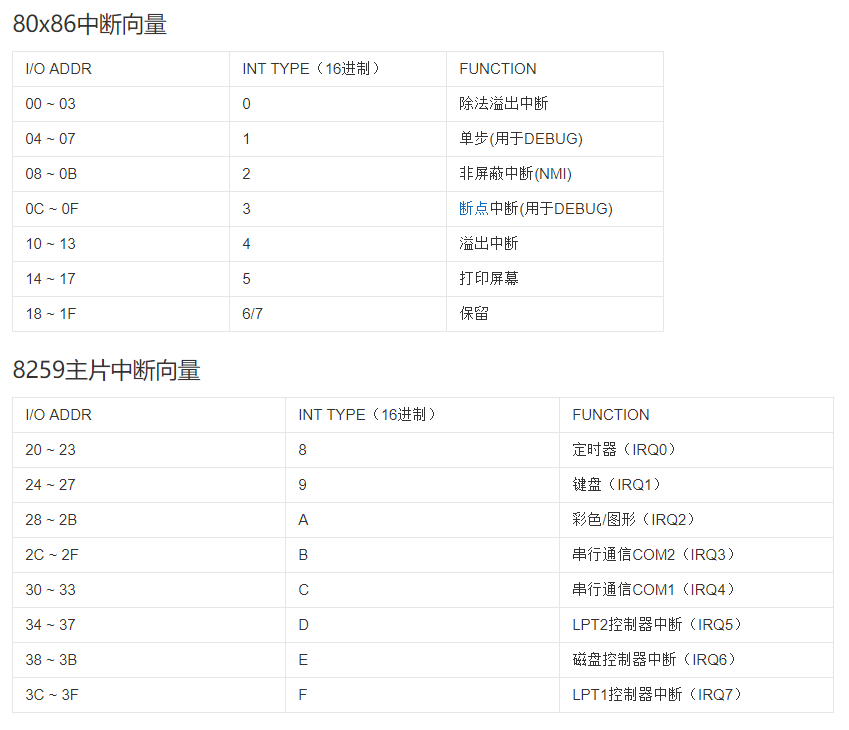 80x86中断向量
I/O ADDR INT TYPE（16进制） FUNCTION
00 ~ 03 0 除法溢出中断
04 ~ 07 1 单步(用于DEBUG)
08 ~ 0B 2 非屏蔽中断(NMI)
0C ~ 0F 3 断点中断(用于DEBUG)
10 ~ 13 4 溢出中断
14 ~ 17 5 打印屏幕
18 ~ 1F 6/7 保留
8259主片中断向量
I/O ADDR INT TYPE（16进制） FUNCTION
20 ~ 23 8 定时器（IRQ0）
24 ~ 27 9 键盘（IRQ1）
28 ~ 2B A 彩色/图形（IRQ2）
2C ~ 2F B 串行通信COM2（IRQ3）
30 ~ 33 C 串行通信COM1（IRQ4）
34 ~ 37 D LPT2控制器中断（IRQ5）
38 ~ 3B E 磁盘控制器中断（IRQ6）
3C ~ 3F F LPT1控制器中断（IRQ7）